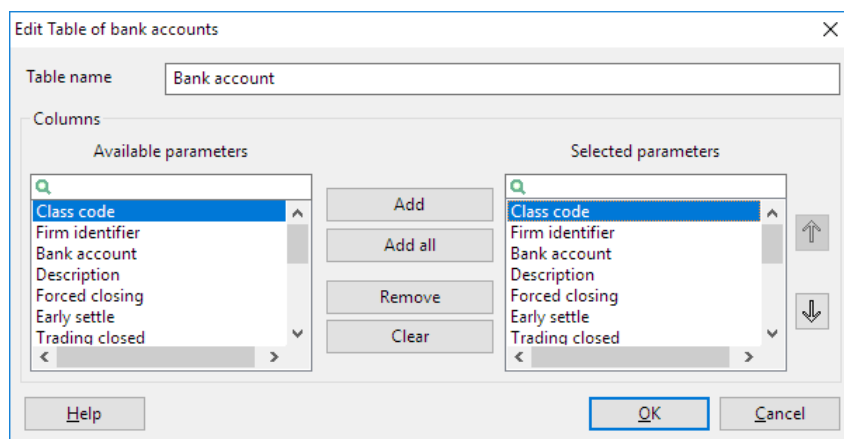 Edit Table of bank accounts
Table name
Bank account
Columns
Available parameters
Selected parameters
Class code
Firm identifier
Bank account
Description
Forced closing
Early settle
Trading closed
Add
Add all
Remove
Clear
Class code
Firm identifier
Bank account
Description
Forced closing
Early settle
Trading closed
Help
OK
Cancel